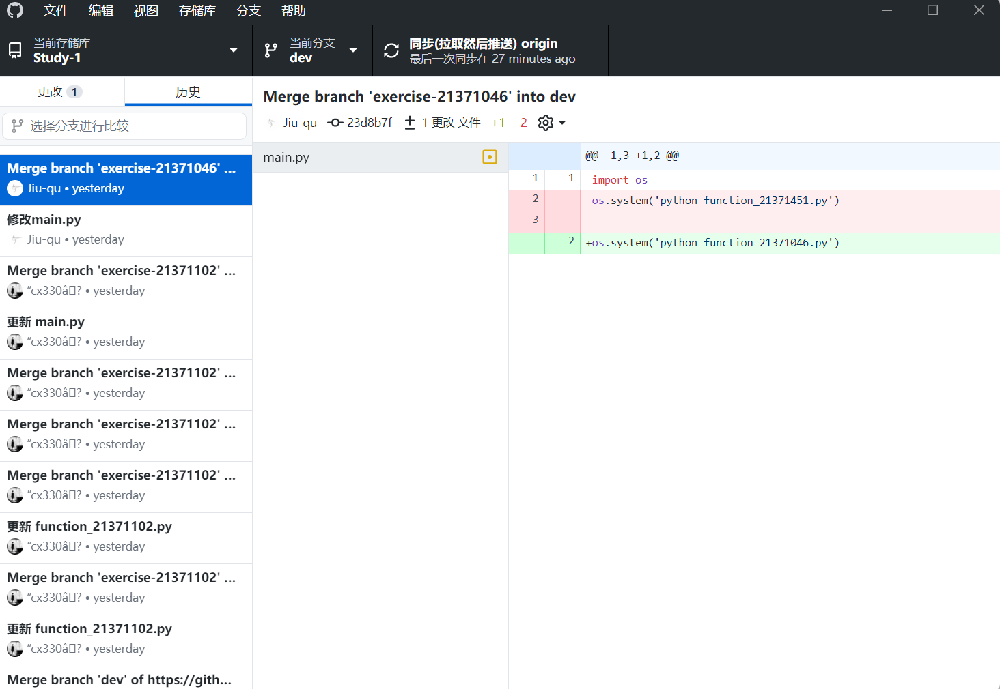 文件 编辑 视图 存储库 分支 帮助
当前存储库
Study-1
当前分支
dev
同步(拉取然后推送) origin
最后一次同步在 27 minutes ago
更改 1
历史
选择分支进行比较
Merge branch 'exercise-21371046' ...
Jiu-qu • yesterday
修改main.py
Jiu-qu • yesterday
Merge branch 'exercise-21371102' ...
“cx330â▯? • yesterday
更新 main.py
“cx330â▯? • yesterday
Merge branch 'exercise-21371102' ...
“cx330â▯? • yesterday
Merge branch 'exercise-21371102' ...
“cx330â▯? • yesterday
Merge branch 'exercise-21371102' ...
“cx330â▯? • yesterday
更新 function_21371102.py
“cx330â▯? • yesterday
Merge branch 'exercise-21371102' ...
“cx330â▯? • yesterday
更新 function_21371102.py
“cx330â▯? • yesterday
Merge branch 'dev' of https://gith...
Merge branch 'exercise-21371046' into dev
Jiu-qu 23d8b7f 1 更改 文件 +1 -2
main.py
@@ -1,3 +1,2 @@
1 1 import os
2 -os.system('python function_21371451.py')
3 -
2 +os.system('python function_21371046.py')